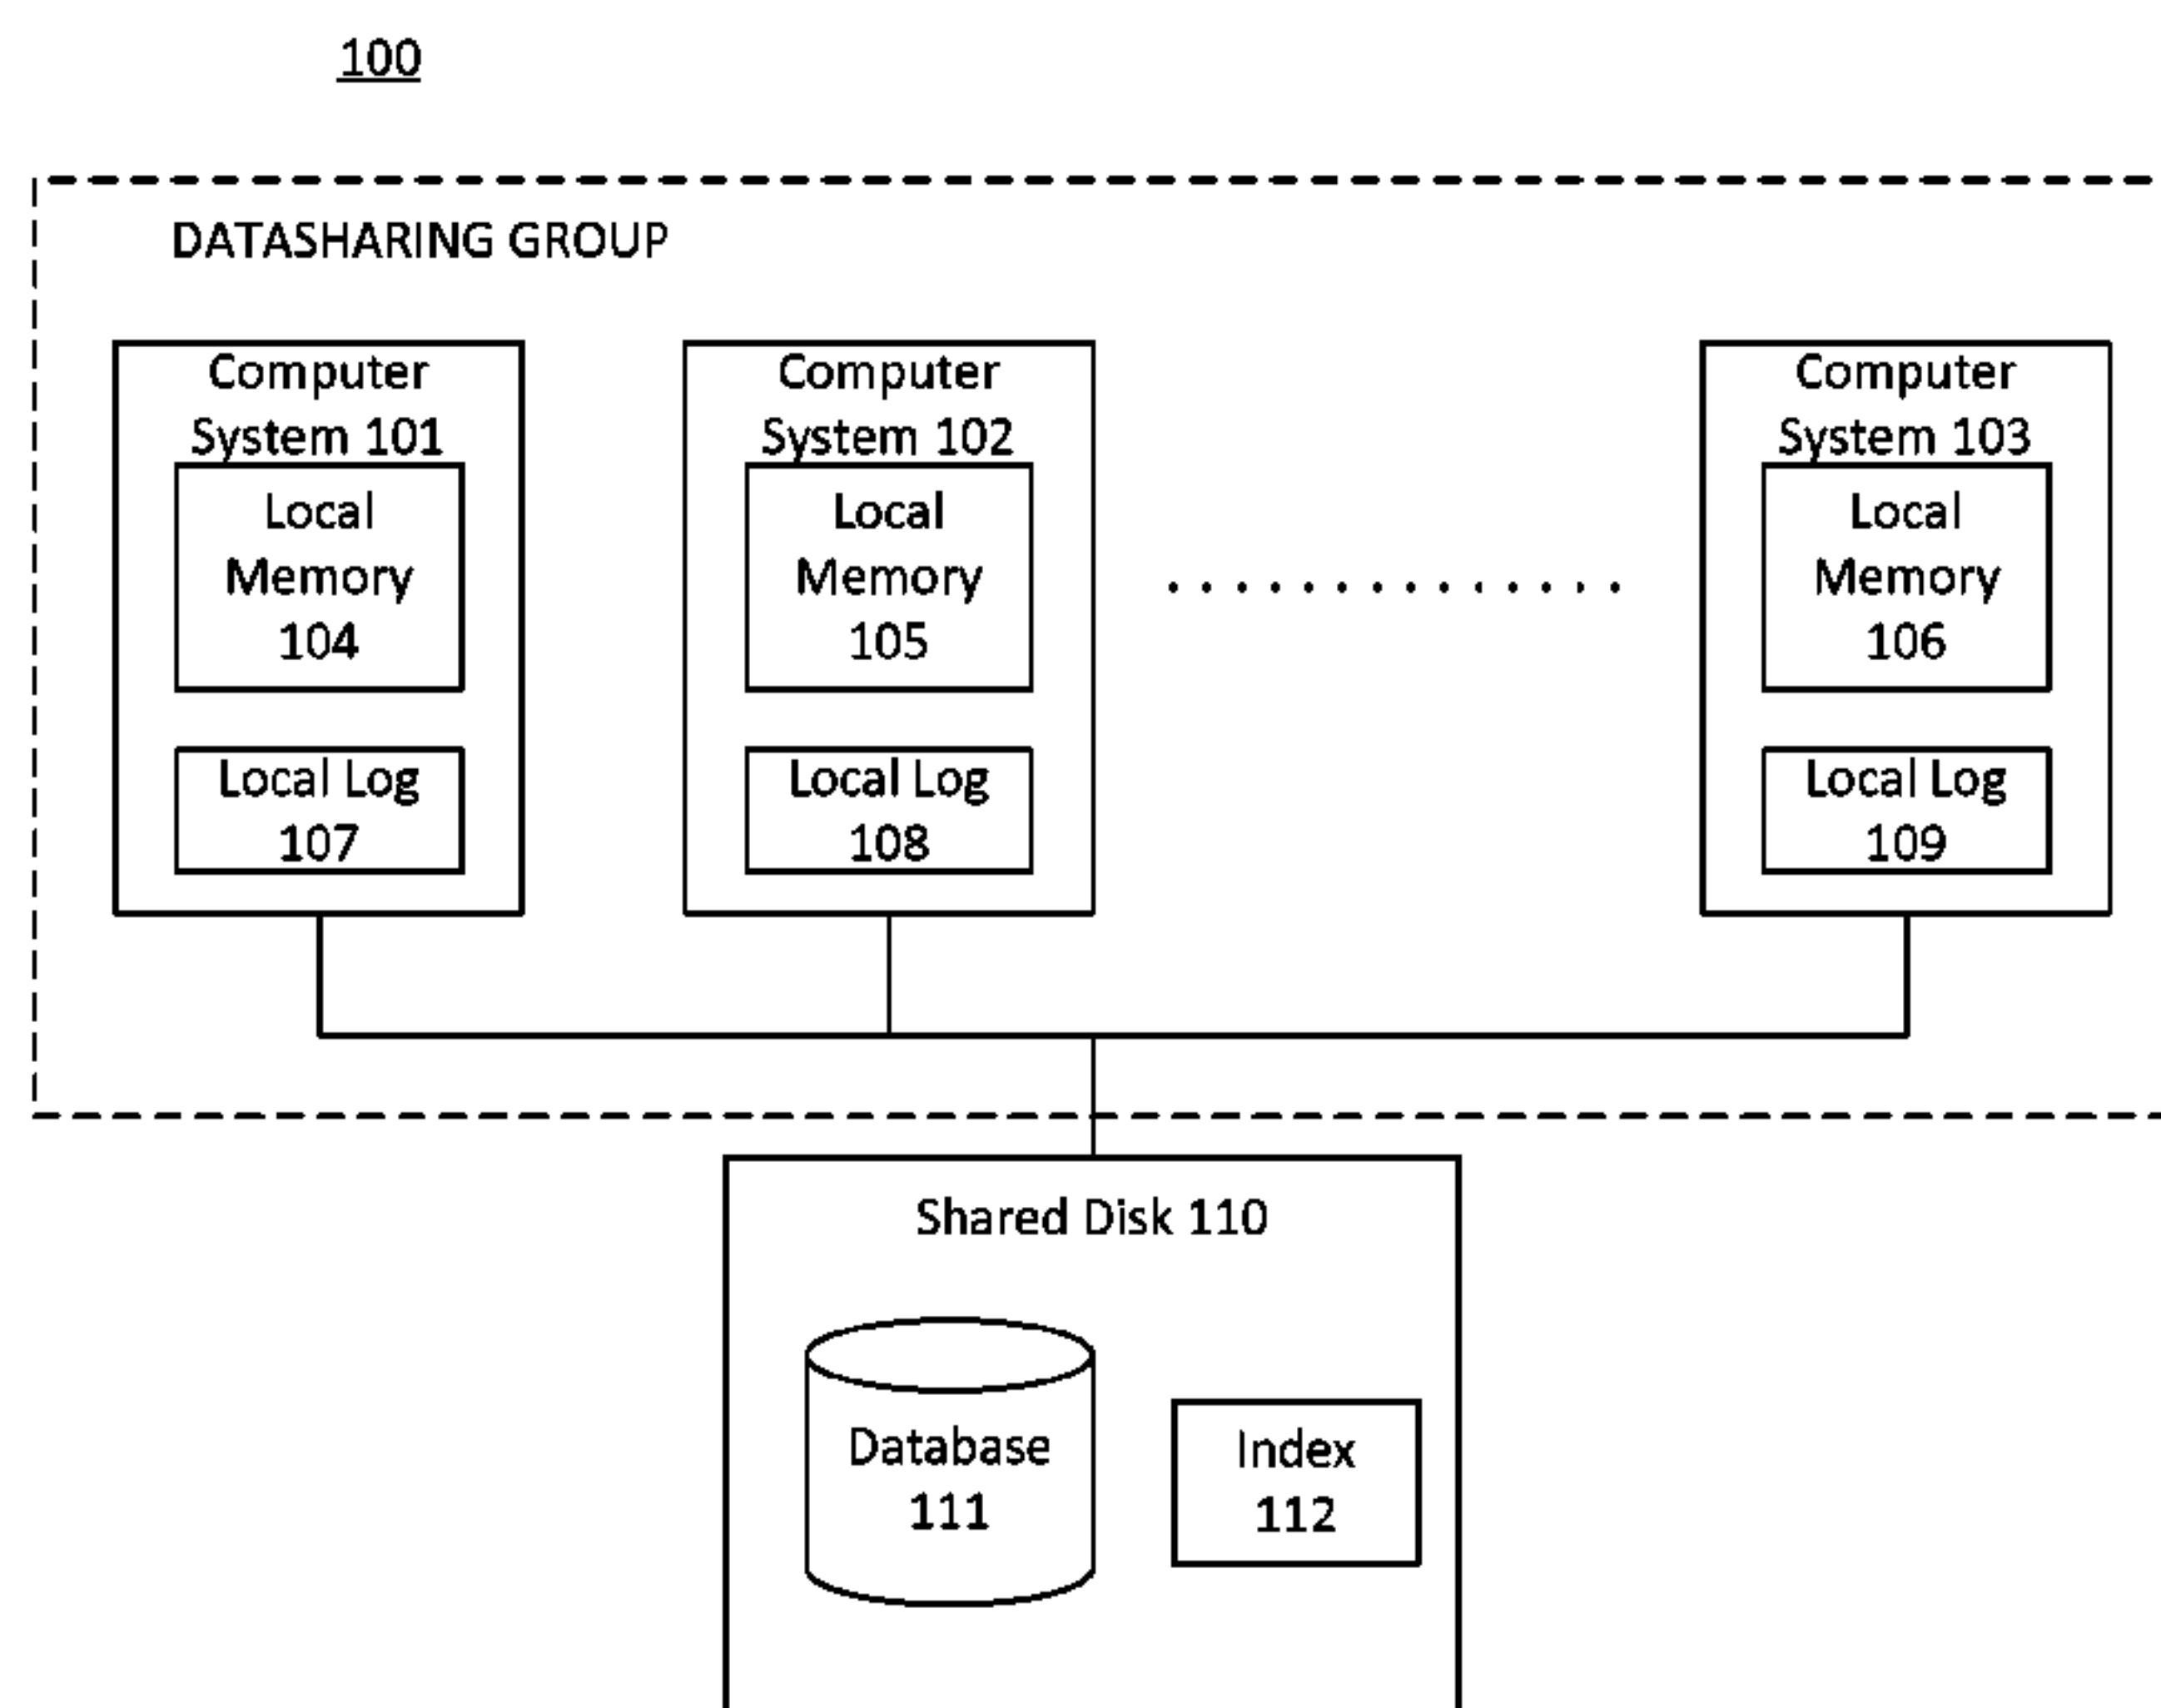 100
DATASHARING GROUP
Computer
System 101
Local
Memory
104
Local Log
107
Computer
System 102
Local
Memory
105
Local Log
108
Computer
System 103
Local
Memory
106
Local Log
109
Shared Disk 110
Database
111
Index
112